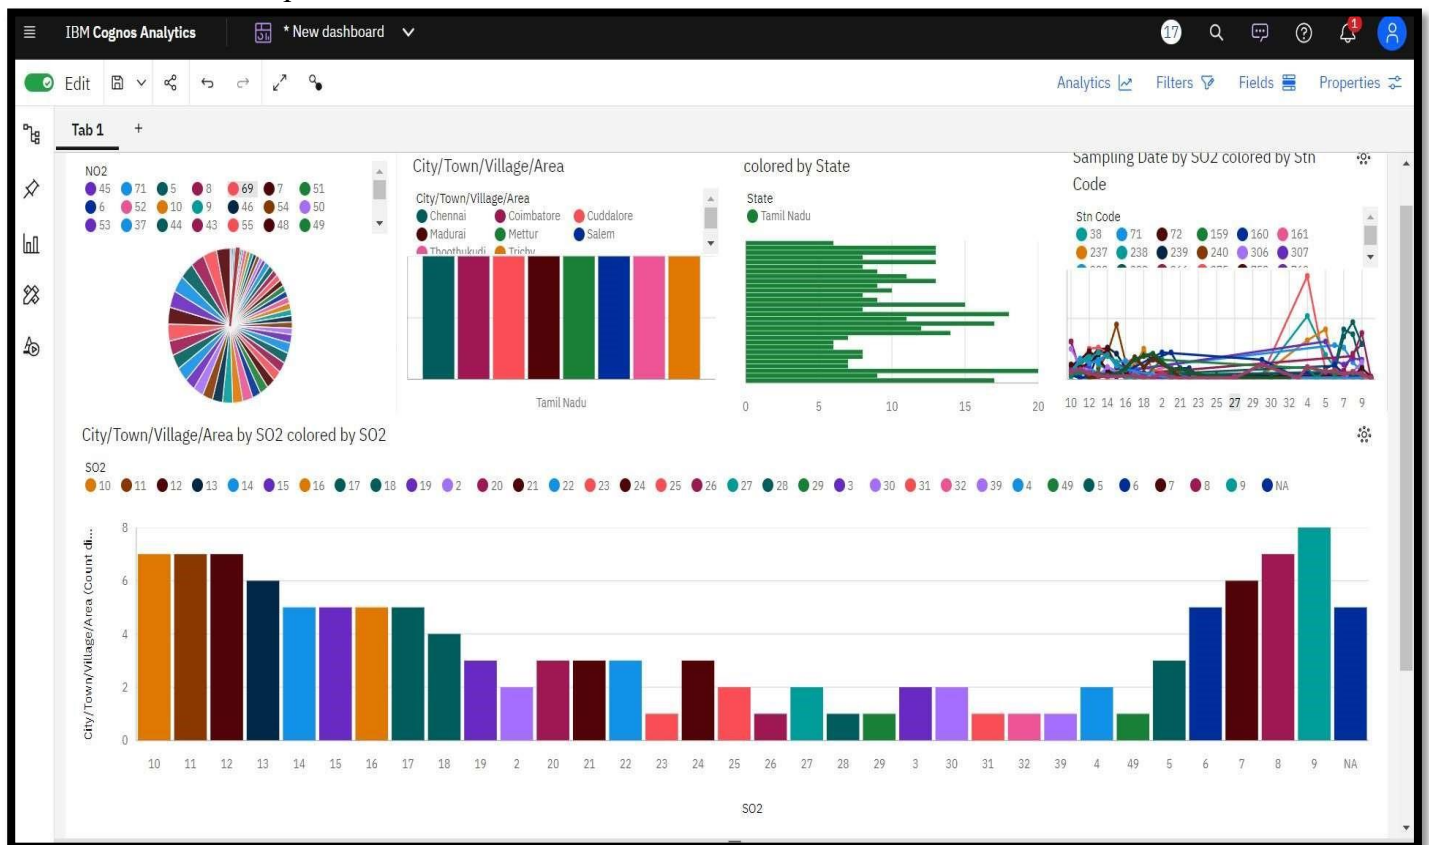 IBM Cognos Analytics
* New dashboard
17
1
Edit
Analytics
Filters
Fields
Properties
Tab 1
+
NO2
45 71 5 8 69 7 51
6 52 10 9 46 54 50
53 37 44 43 55 48 49
City/Town/Village/Area
City/Town/Village/Area
Chennai Coimbatore Cuddalore
Madurai Mettur Salem
Thoothukudi Trichy
Tamil Nadu
colored by State
State
Tamil Nadu
0 5 10 15 20
Sampling Date by SO2 colored by Stn
Code
Stn Code
38 71 72 159 160 161
237 238 239 240 306 307
10 12 14 16 18 2 21 23 25 27 29 30 32 4 5 7 9
City/Town/Village/Area by SO2 colored by SO2
SO2
10 11 12 13 14 15 16 17 18 19 2 20 21 22 23 24 25 26 27 28 29 3 30 31 32 39 4 49 5 6 7 8 9 NA
City/Town/Village/Area (Count di...
8
6
4
2
0
10 11 12 13 14 15 16 17 18 19 2 20 21 22 23 24 25 26 27 28 29 3 30 31 32 39 4 49 5 6 7 8 9 NA
SO2